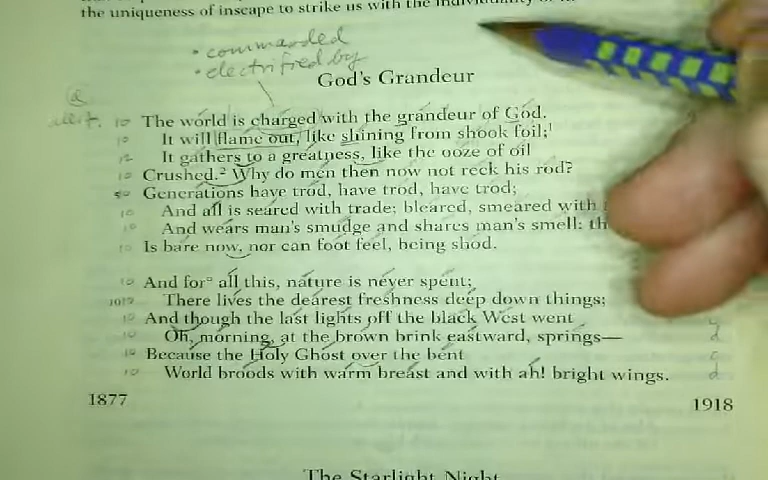 the uniqueness of inscape to strike us with the
• commanded
• electrified by
God's Grandeur
The world is charged with the grandeur of God.
It will flame out, like shining from shook foil;¹
It gathers to a greatness, like the ooze of oil
Crushed.² Why do men then now not reck his rod?
Generations have trod, have trod, have trod;
And all is seared with trade; bleared, smeared with
And wears man's smudge and shares man's smell: th
Is bare now, nor can foot feel, being shod.
And for° all this, nature is never spent;
There lives the dearest freshness deep down things;
And though the last lights off the black West went
Oh, morning, at the brown brink eastward, springs—
Because the Holy Ghost over the bent
World broods with warm breast and with ah! bright wings.
1877
1918
The Starlight Night